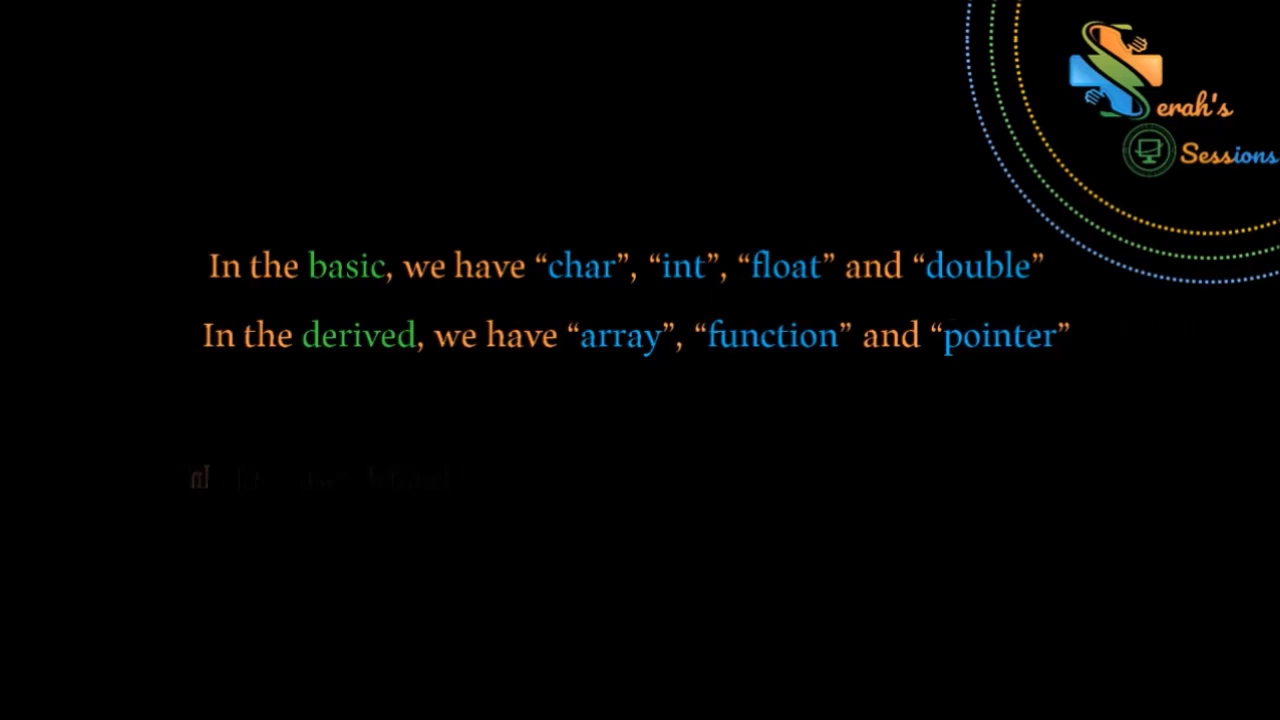 erah's
Sessions
In the basic, we have “char”, “int”, “float” and “double”
In the derived, we have “array”, “function” and “pointer”